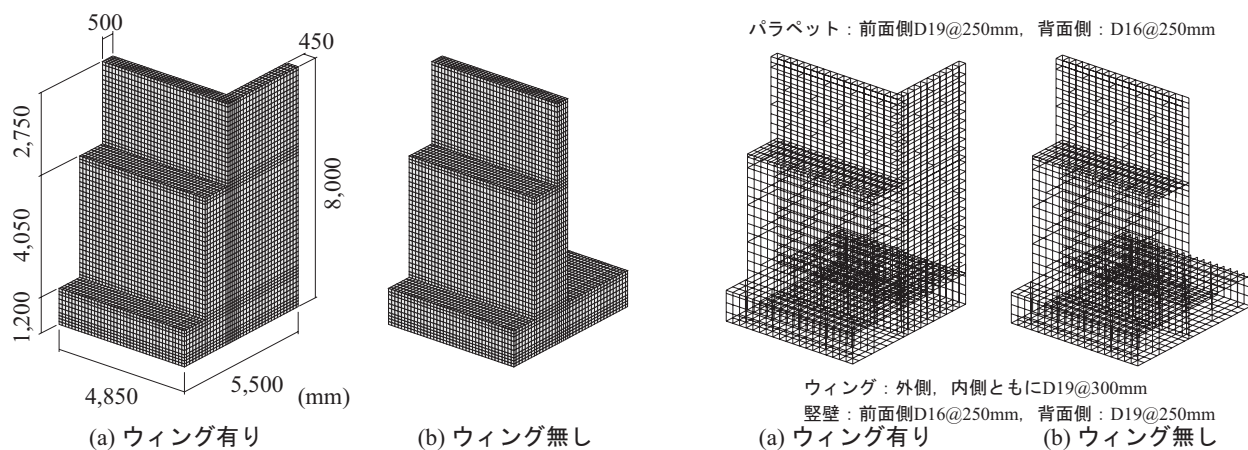 500
450
2,750
4,050
1,200
8,000
4,850
5,500
(mm)
(a) ウィング有り
(b) ウィング無し
パラペット：前面側D19@250mm，背面側：D16@250mm
ウィング：外側，内側ともにD19@300mm
竪壁：前面側D16@250mm，背面側：D19@250mm
(a) ウィング有り
(b) ウィング無し